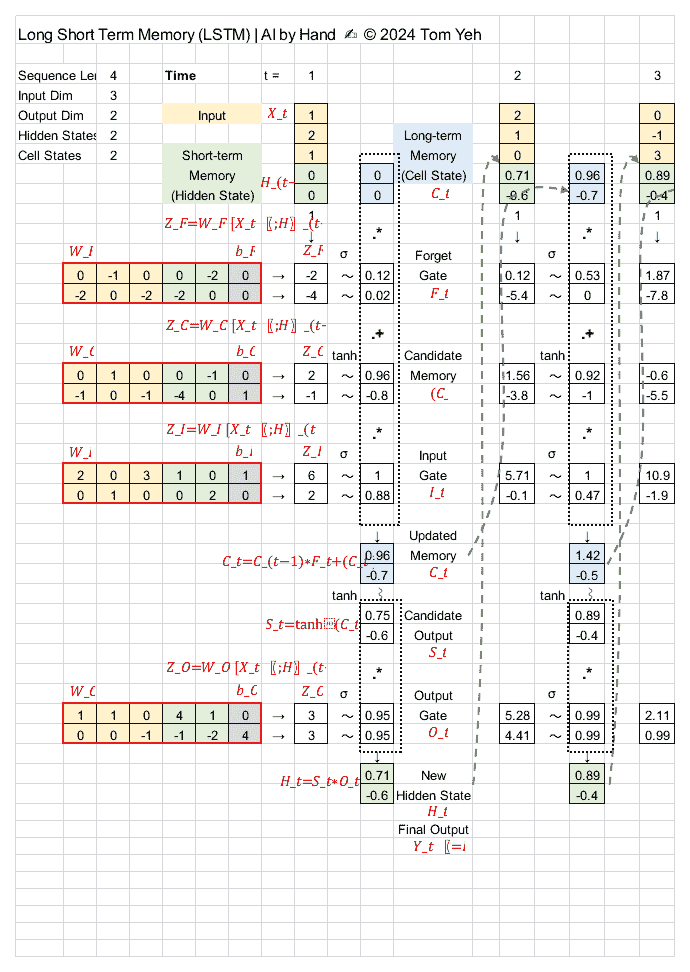 Long Short Term Memory (LSTM) | AI by Hand ✍ © 2024 Tom Yeh
Sequence Ler 4 Time t = 1 2 3
Input Dim 3
Output Dim 2 Input X_t 1 2 0
Hidden States 2 2 Long-term 1 -1
Cell States 2 Short-term 1 Memory 0 3
Memory H_(t- 0 0 (Cell State) 0.71 0.96 0.89
(Hidden State) 0 0 C_t -0.6 -0.7 -0.4
1 1 1
Z_F=W_F [X_t 〖;H〗_(t- ↓ .* ↓ .* ↓
W_F b_F Z_F σ Forget σ
0 -1 0 0 -2 0 → -2 ~ 0.12 Gate 0.12 ~ 0.53 1.87
-2 0 -2 -2 0 0 → -4 ~ 0.02 F_t -5.4 ~ 0 -7.8
Z_C=W_C [X_t 〖;H〗_(t- .+ .+
W_C b_C Z_C tanh Candidate tanh
0 1 0 0 -1 0 → 2 ~ 0.96 Memory 1.56 ~ 0.92 -0.6
-1 0 -1 -4 0 1 → -1 ~ -0.8 (C_ -3.8 ~ -1 -5.5
Z_I=W_I [X_t 〖;H〗_(t .* .*
W_I b_I Z_I σ Input σ
2 0 3 1 0 1 → 6 ~ 1 Gate 5.71 ~ 1 10.9
0 1 0 0 2 0 → 2 ~ 0.88 I_t -0.1 ~ 0.47 -1.9
↓ Updated ↓
C_t=C_(t−1)*F_t+(C_t 0.96 Memory 1.42
-0.7 C_t -0.5
tanh tanh
0.75 Candidate 0.89
S_t=tanh (C_t -0.6 Output -0.4
S_t
Z_O=W_O [X_t 〖;H〗_(t- .* .*
W_O b_O Z_O σ Output σ
1 1 0 4 1 0 → 3 ~ 0.95 Gate 5.28 ~ 0.99 2.11
0 0 -1 -1 -2 4 → 3 ~ 0.95 O_t 4.41 ~ 0.99 0.99
↓ ↓
H_t=S_t*O_t 0.71 New 0.89
-0.6 Hidden State -0.4
H_t
Final Output
Y_t 〖=